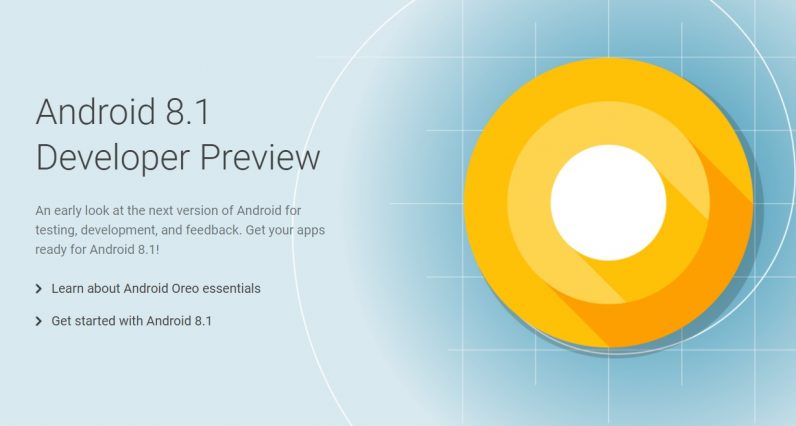 Android 8.1
Developer Preview
An early look at the next version of Android for
testing, development, and feedback. Get your apps
ready for Android 8.1!
Learn about Android Oreo essentials
Get started with Android 8.1